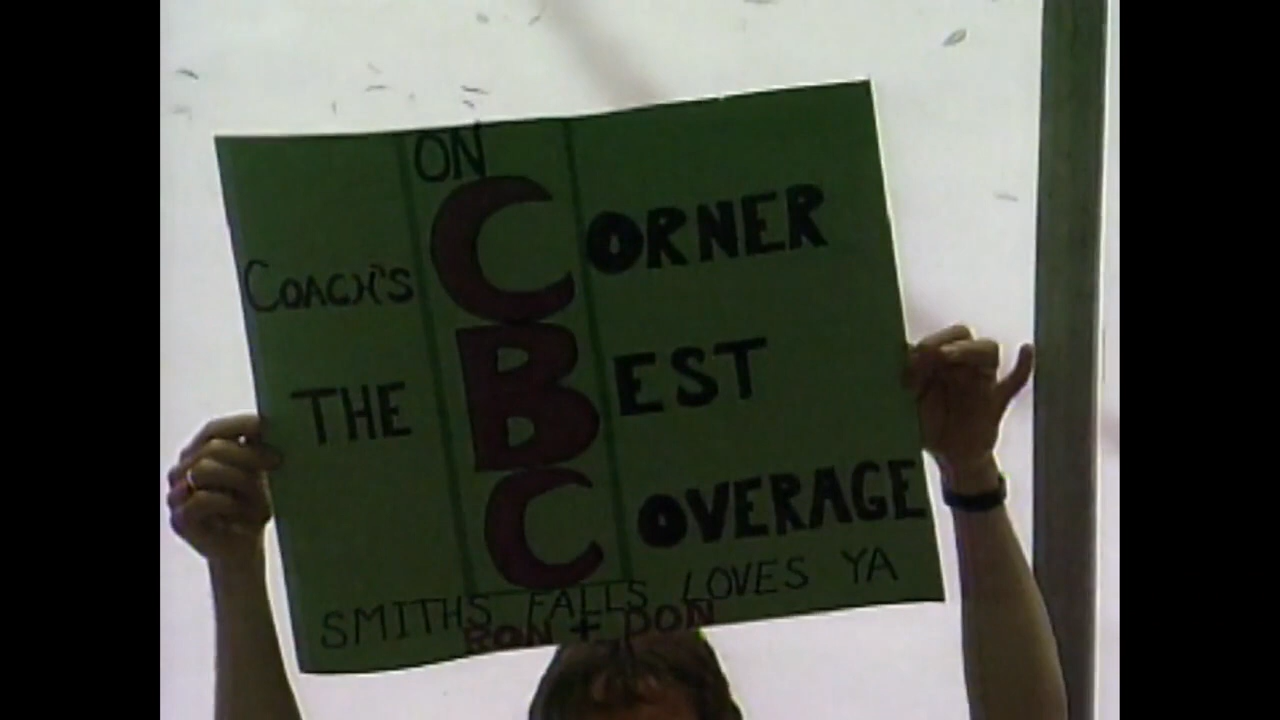 ON
COACH'S CORNER
THE BEST
COVERAGE
SMITHS FALLS LOVES YA
RON + DON